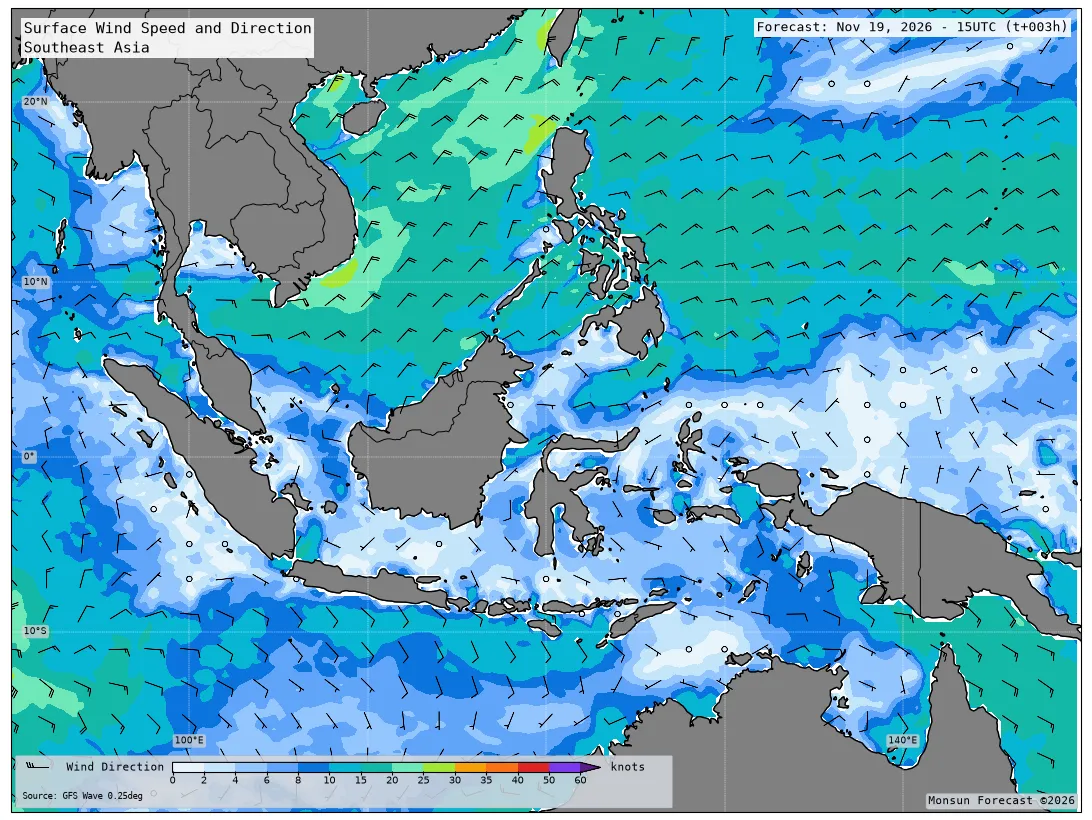 Surface Wind Speed and Direction
Southeast Asia
Forecast: Nov 19, 2026 - 15UTC (t+003h)
20°N
10°N
0°
10°S
100°E
140°E
Wind Direction
0 2 4 6 8 10 15 20 25 30 35 40 50 60
knots
Source: GFS Wave 0.25deg
Monsun Forecast ©2026